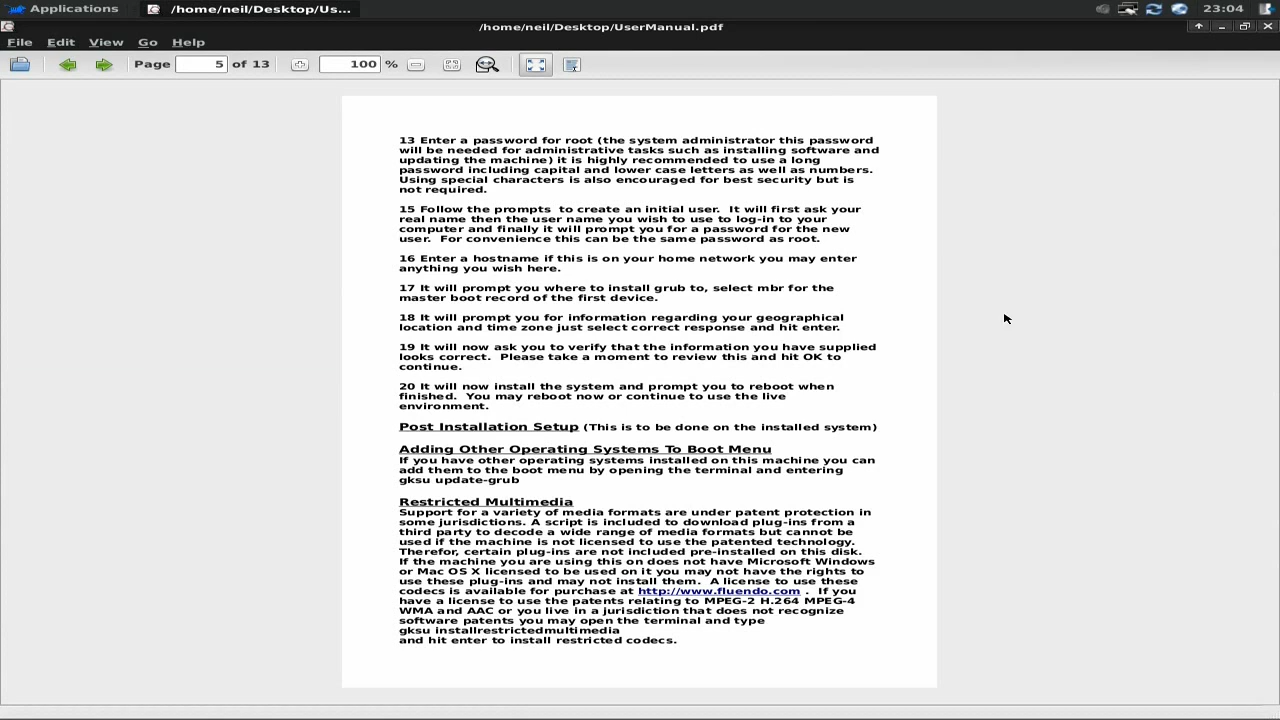 Applications
/home/neil/Desktop/Us...
23:04
/home/neil/Desktop/UserManual.pdf
File Edit View Go Help
Page 5 of 13 100 %
13 Enter a password for root (the system administrator this password
will be needed for administrative tasks such as installing software and
updating the machine) it is highly recommended to use a long
password including capital and lower case letters as well as numbers.
Using special characters is also encouraged for best security but is
not required.
15 Follow the prompts  to create an initial user.  It will first ask your
real name then the user name you wish to use to log-in to your
computer and finally it will prompt you for a password for the new
user.  For convenience this can be the same password as root.
16 Enter a hostname if this is on your home network you may enter
anything you wish here.
17 It will prompt you where to install grub to, select mbr for the
master boot record of the first device.
18 It will prompt you for information regarding your geographical
location and time zone just select correct response and hit enter.
19 It will now ask you to verify that the information you have supplied
looks correct.  Please take a moment to review this and hit OK to
continue.
20 It will now install the system and prompt you to reboot when
finished.  You may reboot now or continue to use the live
environment.
Post Installation Setup (This is to be done on the installed system)
Adding Other Operating Systems To Boot Menu
If you have other operating systems installed on this machine you can
add them to the boot menu by opening the terminal and entering
gksu update-grub
Restricted Multimedia
Support for a variety of media formats are under patent protection in
some jurisdictions. A script is included to download plug-ins from a
third party to decode a wide range of media formats but cannot be
used if the machine is not licensed to use the patented technology.
Therefor, certain plug-ins are not included pre-installed on this disk.
If the machine you are using this on does not have Microsoft Windows
or Mac OS X licensed to be used on it you may not have the rights to
use these plug-ins and may not install them.  A license to use these
codecs is available for purchase at http://www.fluendo.com .  If you
have a license to use the patents relating to MPEG-2 H.264 MPEG-4
WMA and AAC or you live in a jurisdiction that does not recognize
software patents you may open the terminal and type
gksu installrestrictedmultimedia
and hit enter to install restricted codecs.